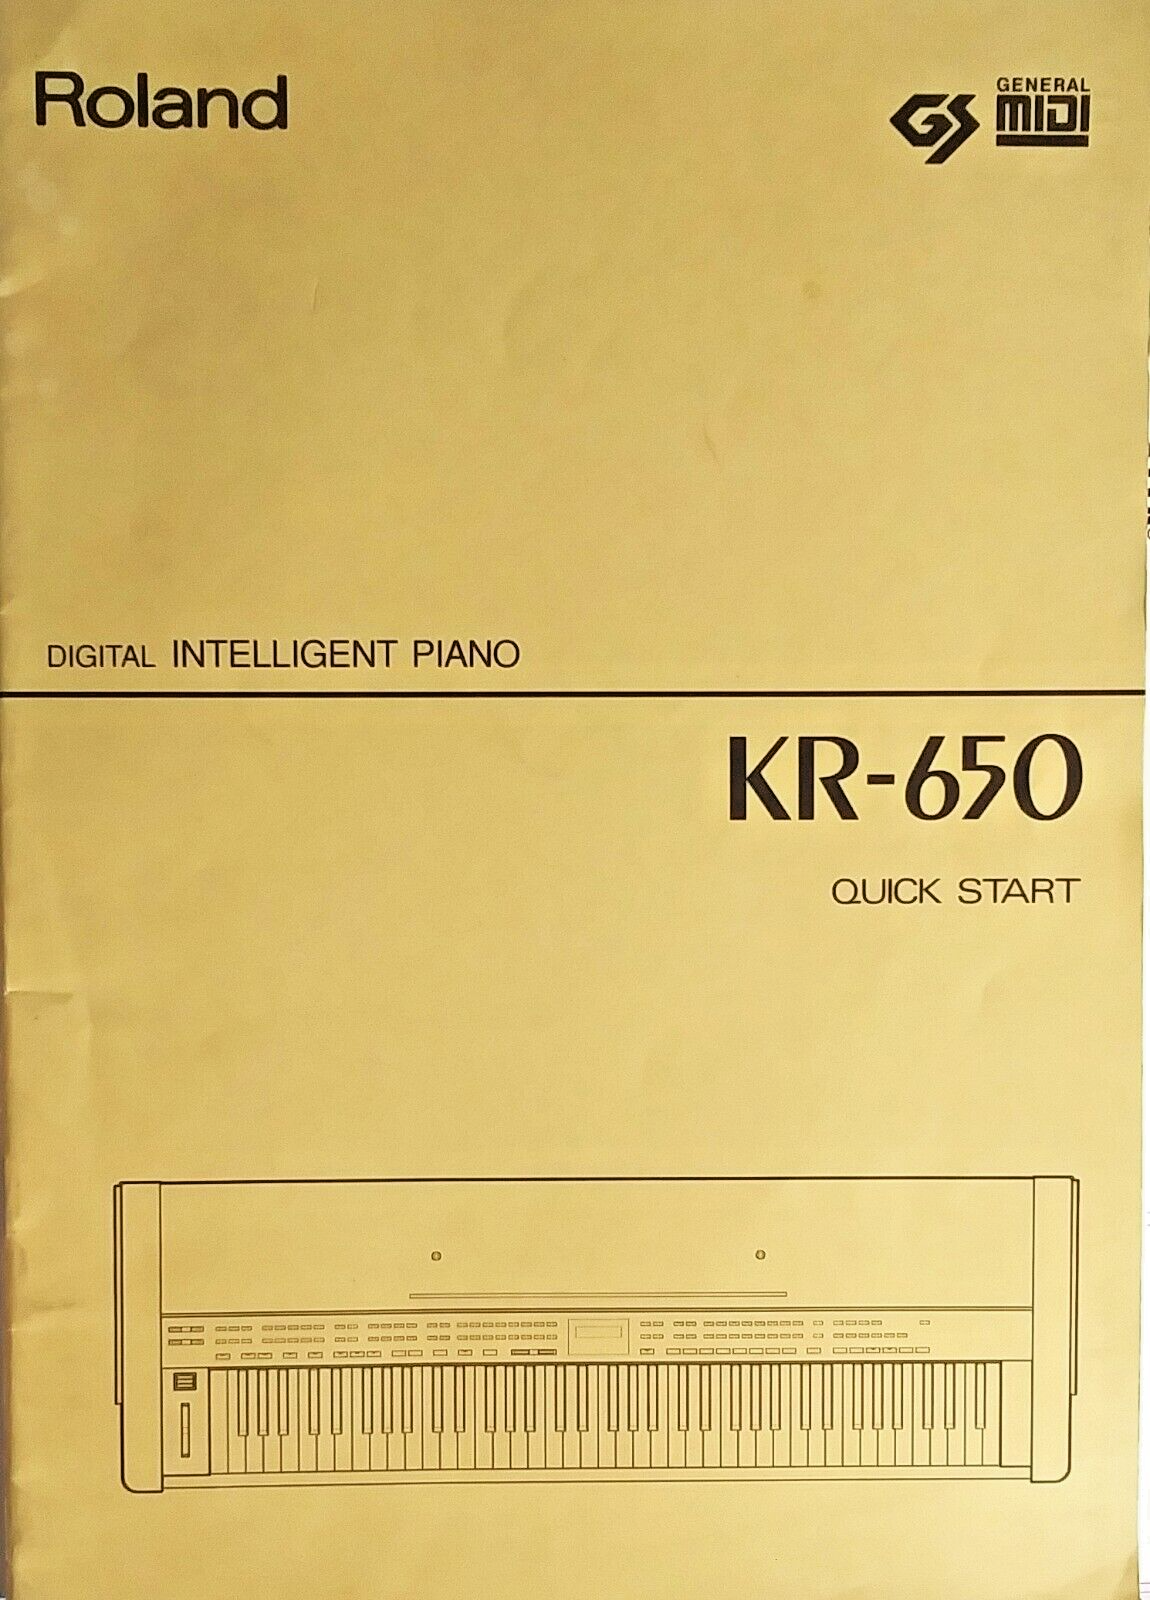 Roland
GS
GENERAL
MIDI
DIGITAL INTELLIGENT PIANO
KR-650
QUICK START